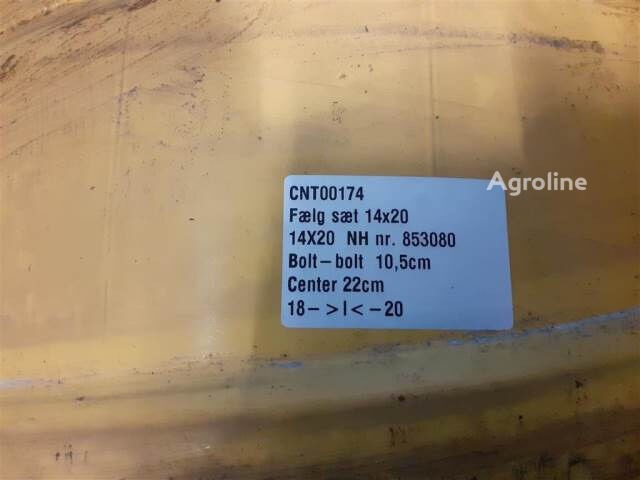 Agroline
CNT00174
Fælg sæt 14x20
14X20 NH nr. 853080
Bolt-bolt 10,5cm
Center 22cm
18->I<-20